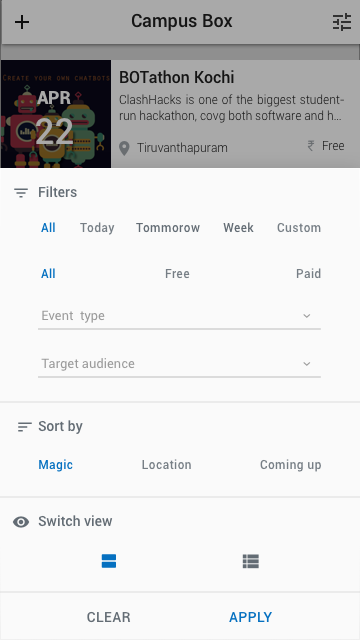 Campus Box
CREATE YOUR OWN CHATBOTS
APR
22
BOTathon Kochi
ClashHacks is one of the biggest student-
run hackathon, covg both software and h...
Tiruvanthapuram
₹ Free
Filters
All Today Tommorow Week Custom
All Free Paid
Event type
Target audience
Sort by
Magic Location Coming up
Switch view
CLEAR APPLY